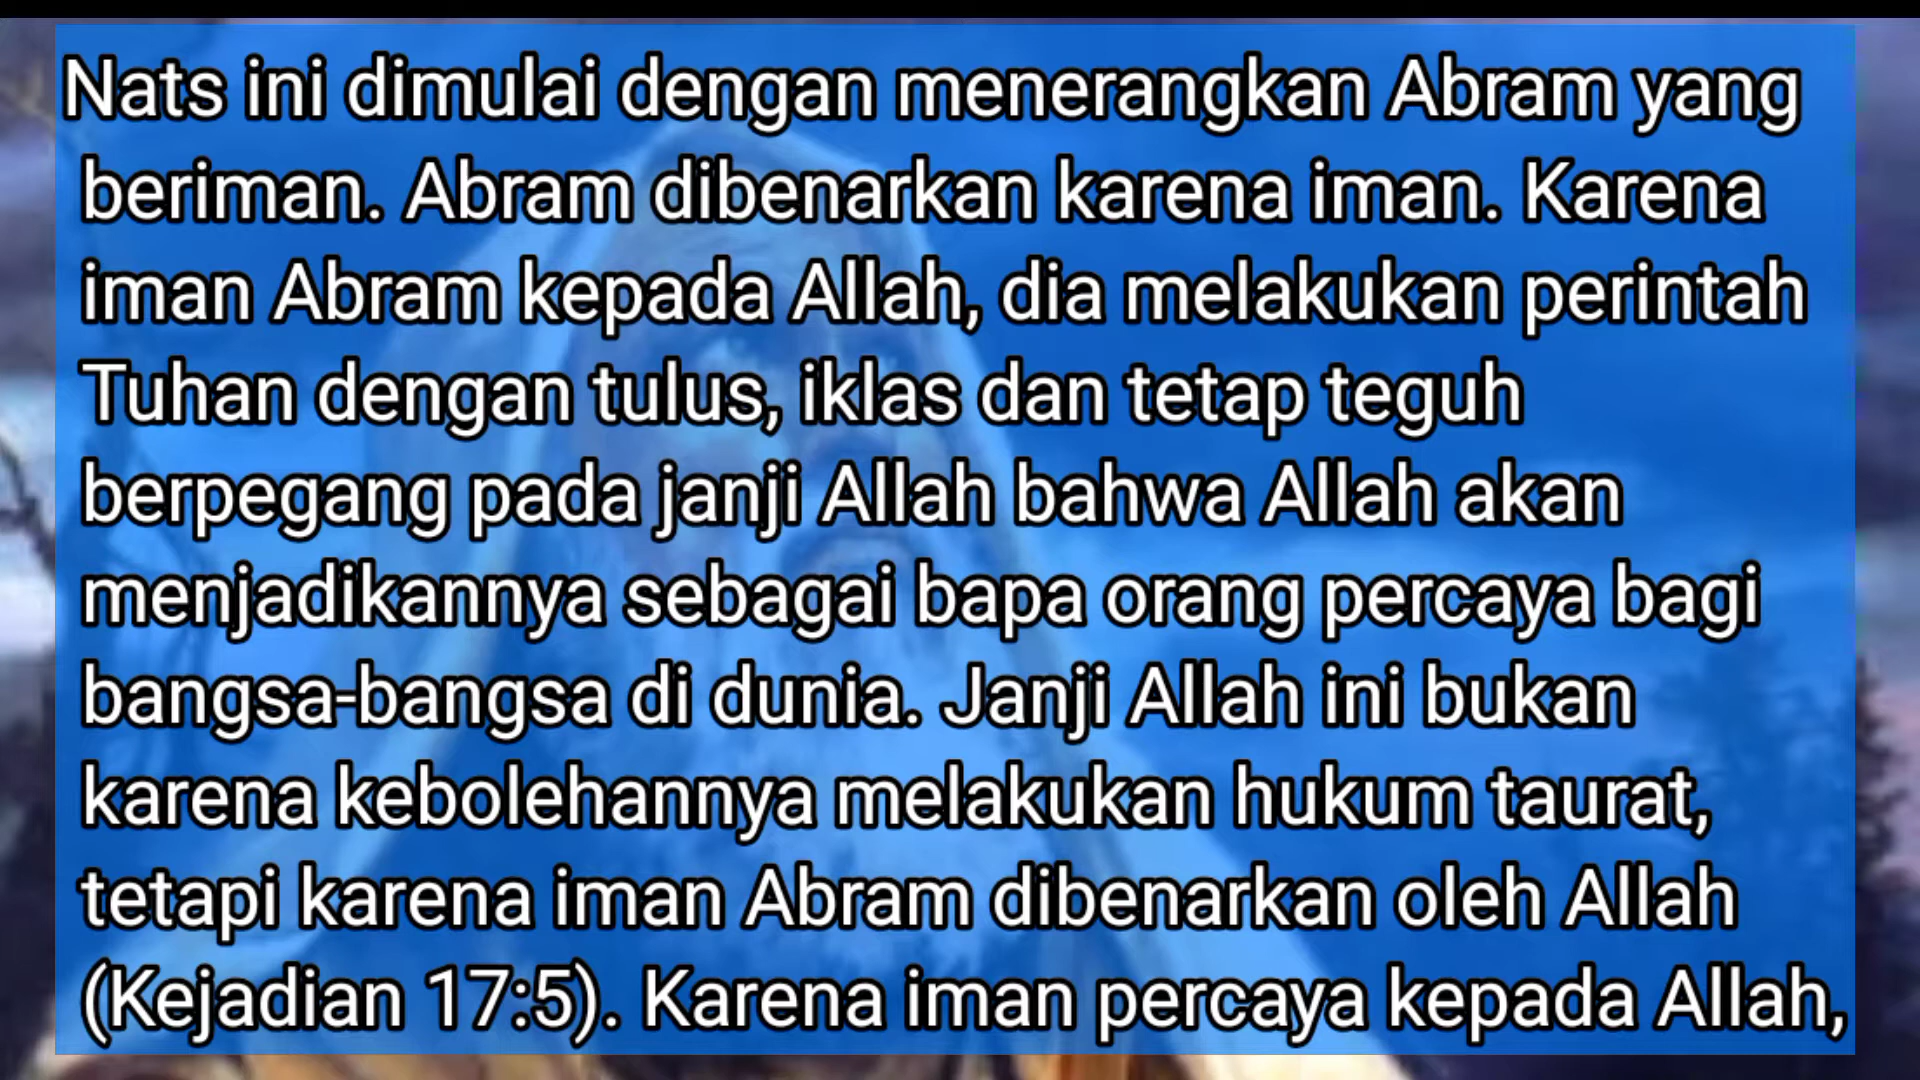 Nats ini dimulai dengan menerangkan Abram yang
beriman. Abram dibenarkan karena iman. Karena
iman Abram kepada Allah, dia melakukan perintah
Tuhan dengan tulus, iklas dan tetap teguh
berpegang pada janji Allah bahwa Allah akan
menjadikannya sebagai bapa orang percaya bagi
bangsa-bangsa di dunia. Janji Allah ini bukan
karena kebolehannya melakukan hukum taurat,
tetapi karena iman Abram dibenarkan oleh Allah
(Kejadian 17:5). Karena iman percaya kepada Allah,